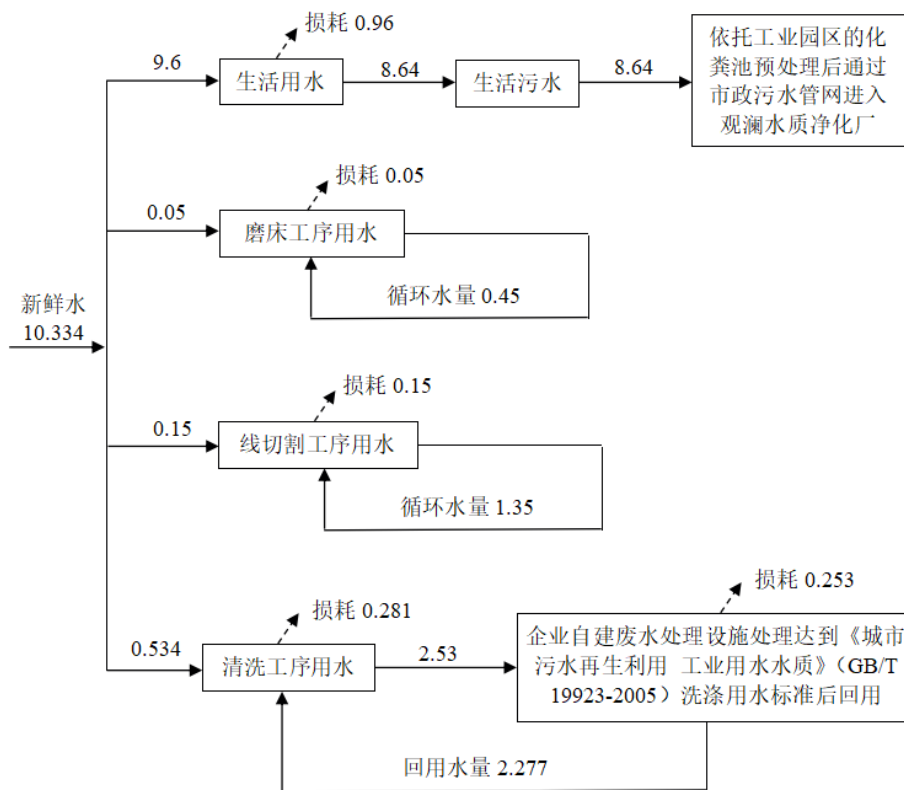 损耗 0.96
9.6
生活用水
8.64
生活污水
8.64
依托工业园区的化
粪池预处理后通过
市政污水管网进入
观澜水质净化厂
损耗 0.05
0.05
磨床工序用水
循环水量 0.45
新鲜水
10.334
损耗 0.15
0.15
线切割工序用水
循环水量 1.35
损耗 0.281
0.534
清洗工序用水
2.53
损耗 0.253
企业自建废水处理设施处理达到《城市
污水再生利用 工业用水水质》（GB/T
19923-2005）洗涤用水标准后回用
回用水量 2.277